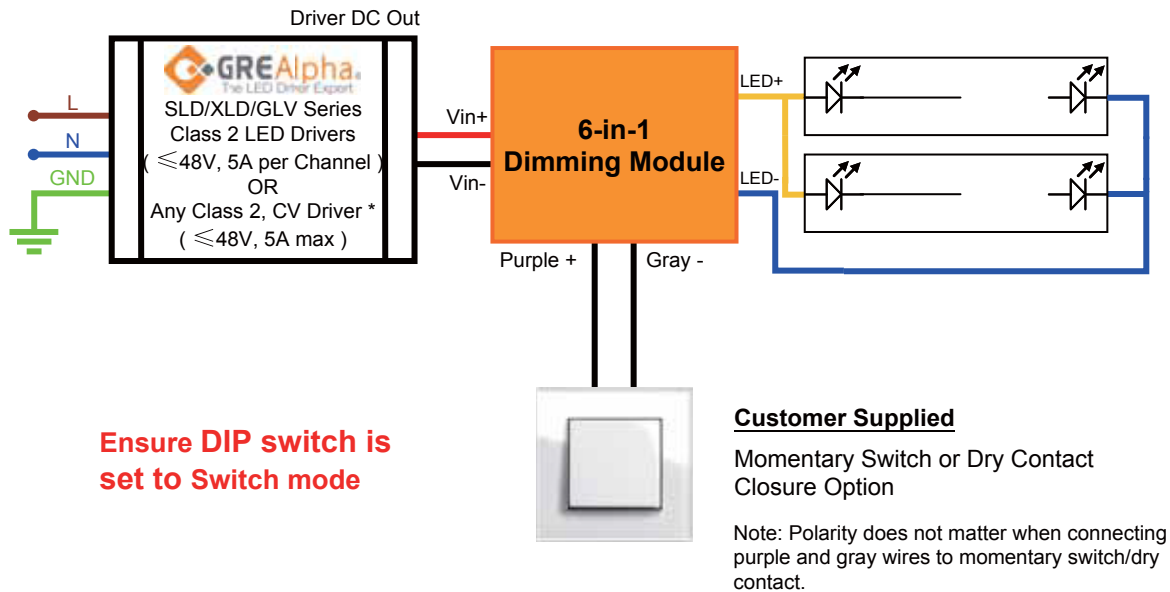 Driver DC Out
GREAlpha®
The LED Driver Expert
SLD/XLD/GLV Series
Class 2 LED Drivers
( ≤48V, 5A per Channel )
OR
Any Class 2, CV Driver *
( ≤48V, 5A max )
L
N
GND
Vin+
Vin-
6-in-1
Dimming Module
LED+
LED-
Purple +
Gray -
Ensure DIP switch is
set to Switch mode
Customer Supplied
Momentary Switch or Dry Contact
Closure Option
Note: Polarity does not matter when connecting
purple and gray wires to momentary switch/dry
contact.